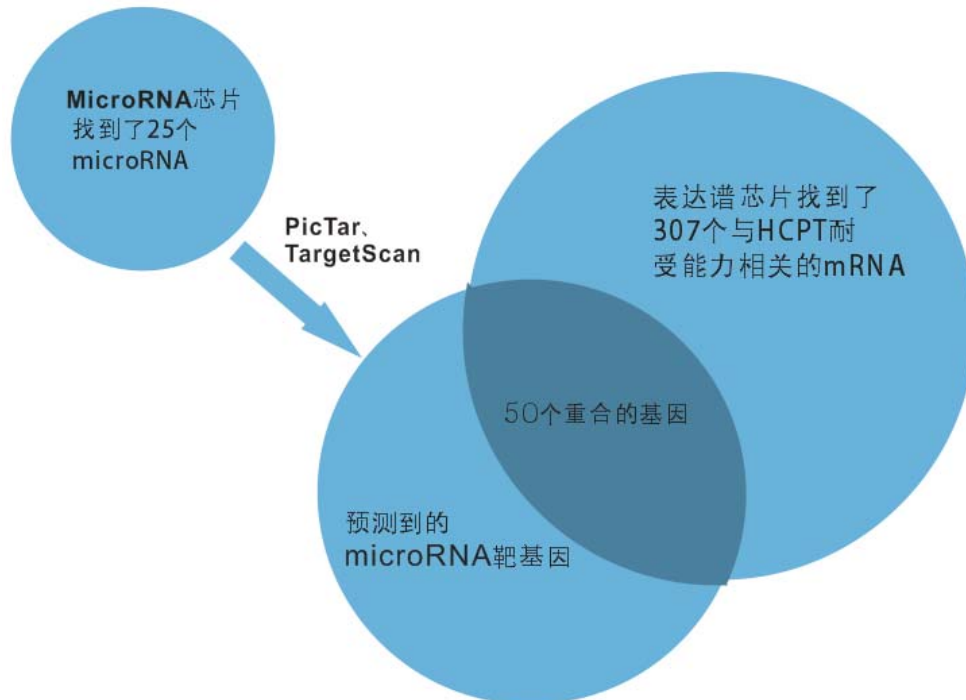 MicroRNA芯片
找到了25个
microRNA
PicTar、
TargetScan
表达谱芯片找到了
307个与HCPT耐
受能力相关的mRNA
50个重合的基因
预测到的
microRNA靶基因